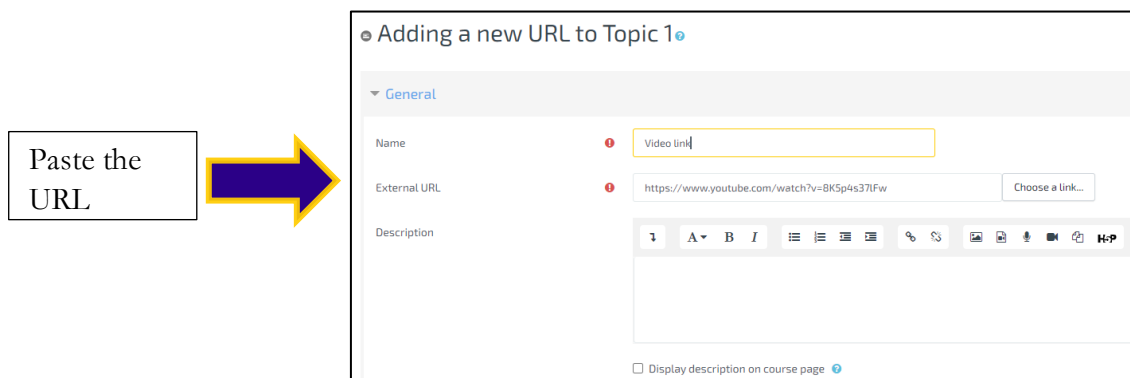 Adding a new URL to Topic 1
General
Paste the
URL
Name
Video link
External URL
https://www.youtube.com/watch?v=8K5p4s37lFw
Choose a link...
Description
A B I
H5P
Display description on course page